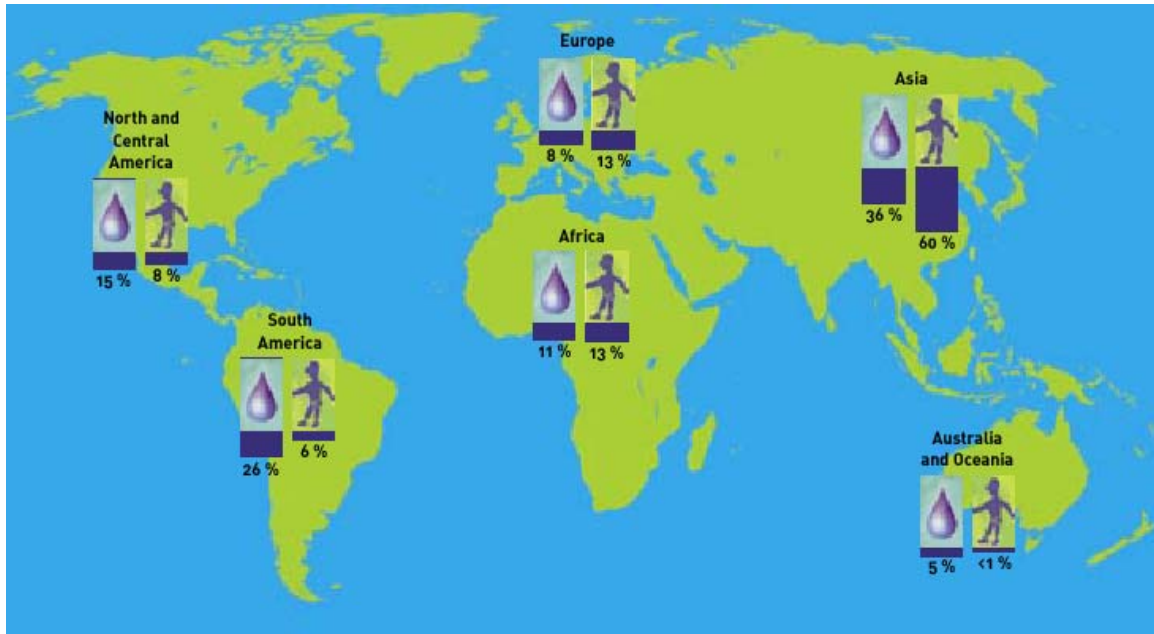 Europe
8 %
13 %
Asia
36 %
60 %
North and
Central
America
15 %
8 %
Africa
11 %
13 %
South
America
26 %
6 %
Australia
and Oceania
5 %
<1 %